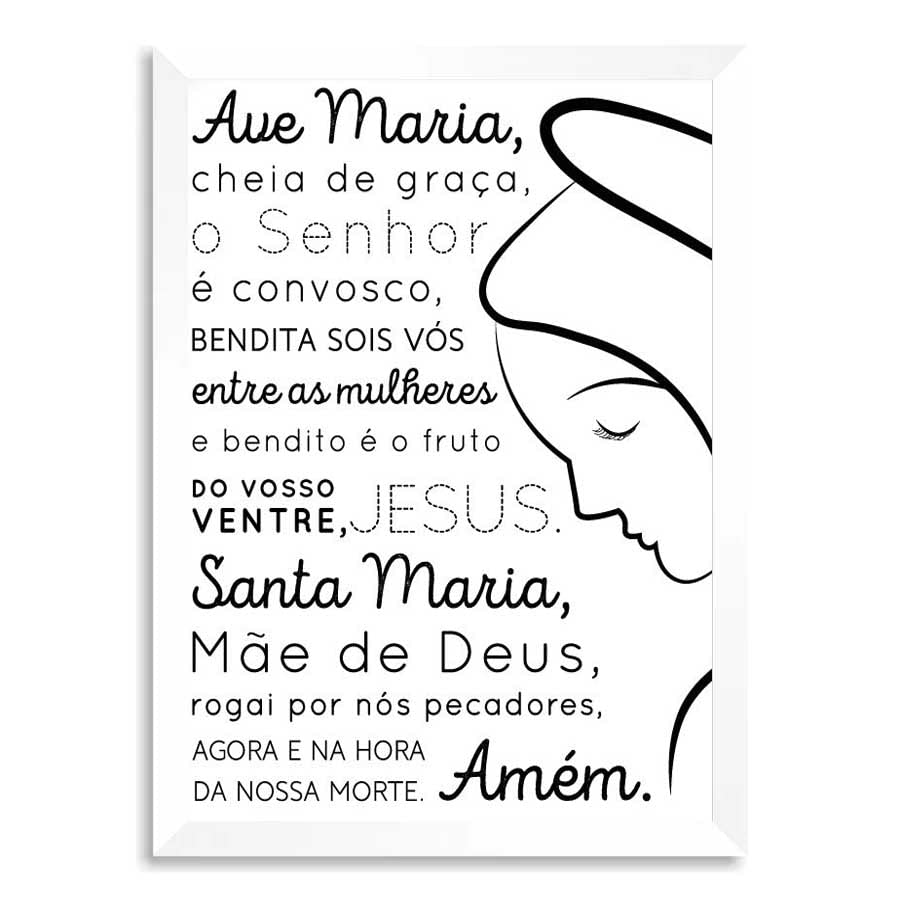 Ave Maria,
cheia de graça,
o Senhor
é convosco,
BENDITA SOIS VÓS
entre as mulheres
e bendito é o fruto
DO VOSSO
VENTRE, JESUS.
Santa Maria,
Mãe de Deus,
rogai por nós pecadores,
AGORA E NA HORA
DA NOSSA MORTE. Amém.